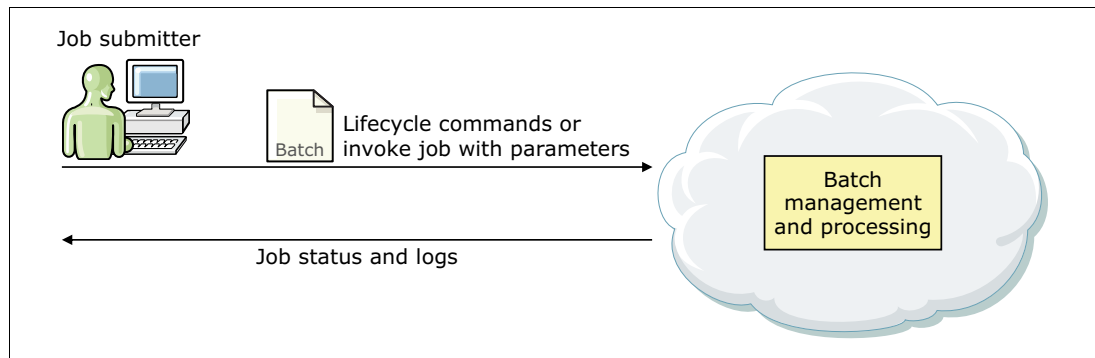 Job submitter
Batch
Lifecycle commands or
invoke job with parameters
Batch
management
and processing
Job status and logs